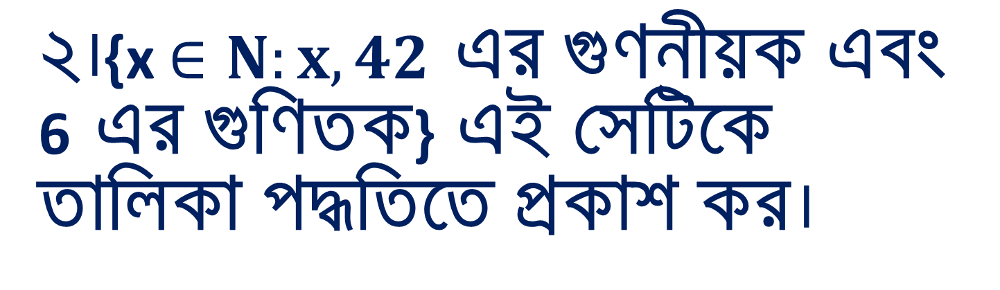 ২।{x ∈ N: x, 42 এর গুণনীয়ক এবং
6 এর গুণিতক} এই সেটিকে
তালিকা পদ্ধতিতে প্রকাশ কর।